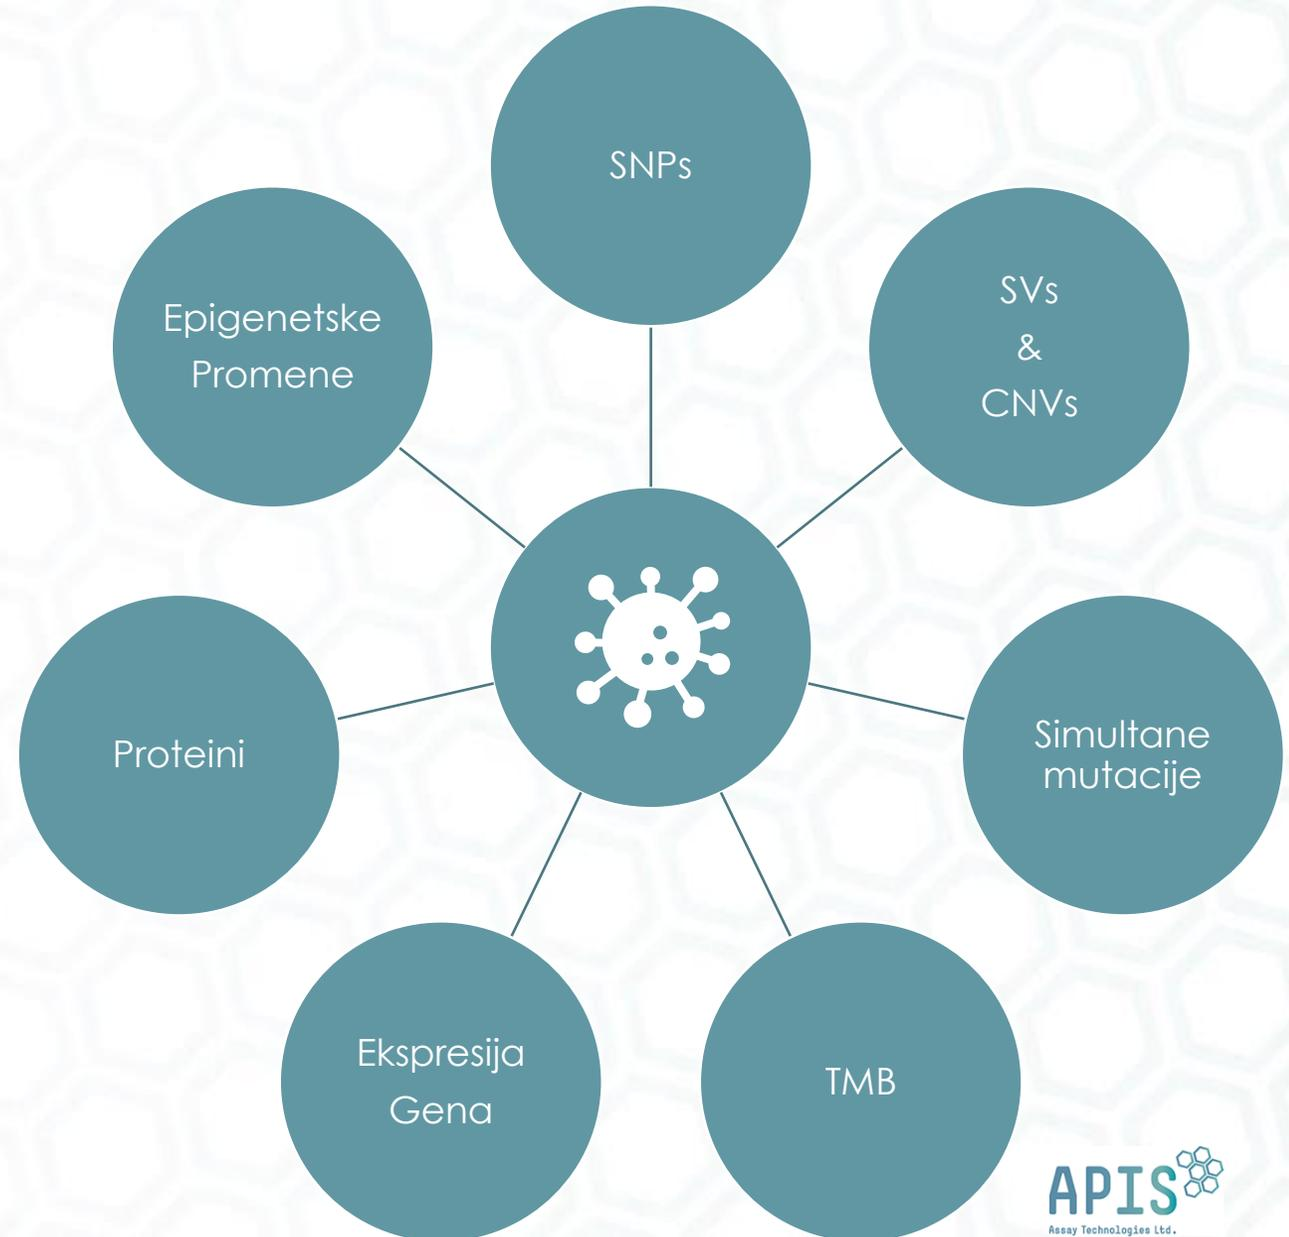 SNPs
SVs
&
CNVs
Simultane
mutacije
TMB
Ekspresija
Gena
Proteini
Epigenetske
Promene
APIS
Assay Technologies Ltd.